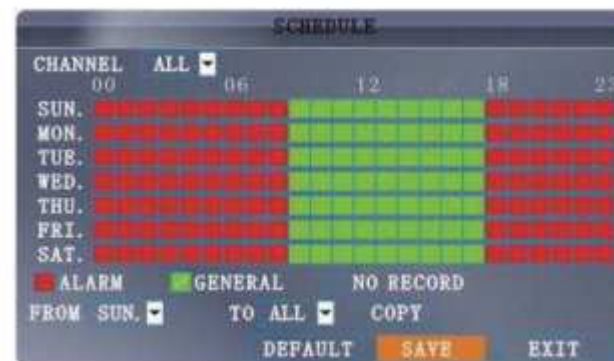 SCHEDULE
CHANNEL ALL
00 06 12 18 23
SUN.
MON.
TUE.
WED.
THU.
FRI.
SAT.
ALARM GENERAL NO RECORD
FROM SUN. TO ALL COPY
DEFAULT SAVE EXIT